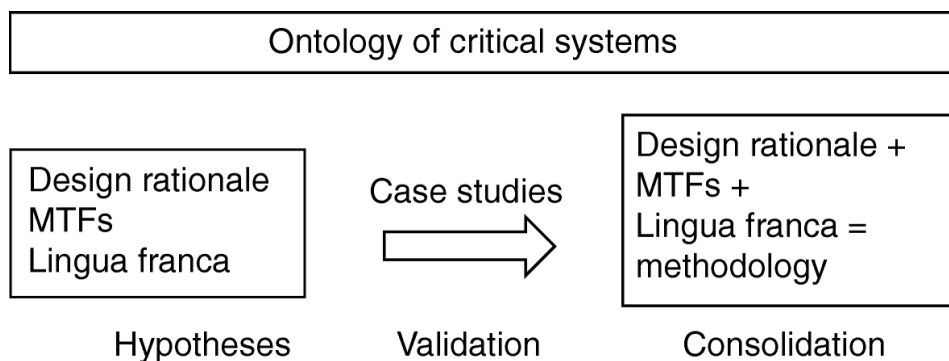 Ontology of critical systems
Design rationale
MTFs
Lingua franca
Case studies
Design rationale +
MTFs +
Lingua franca =
methodology
Hypotheses
Validation
Consolidation